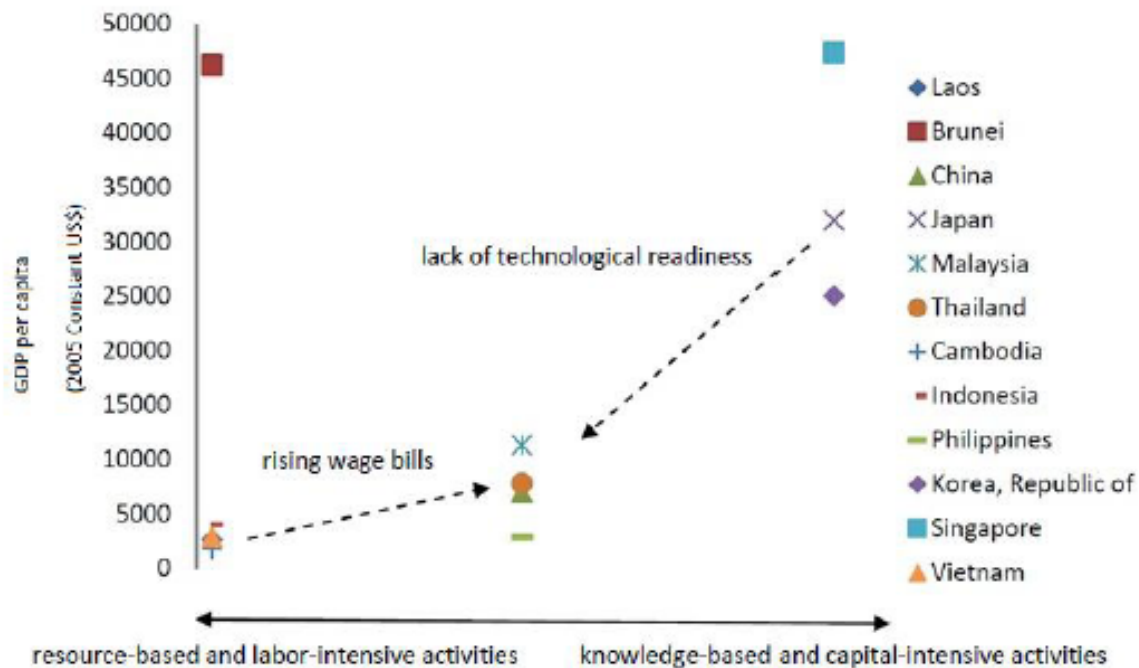 50000
45000
40000
35000
30000
25000
20000
15000
10000
5000
0
GDP per capita
(2005 Constant US$)
lack of technological readiness
rising wage bills
Laos
Brunei
China
Japan
Malaysia
Thailand
Cambodia
Indonesia
Philippines
Korea, Republic of
Singapore
Vietnam
resource-based and labor-intensive activities
knowledge-based and capital-intensive activities